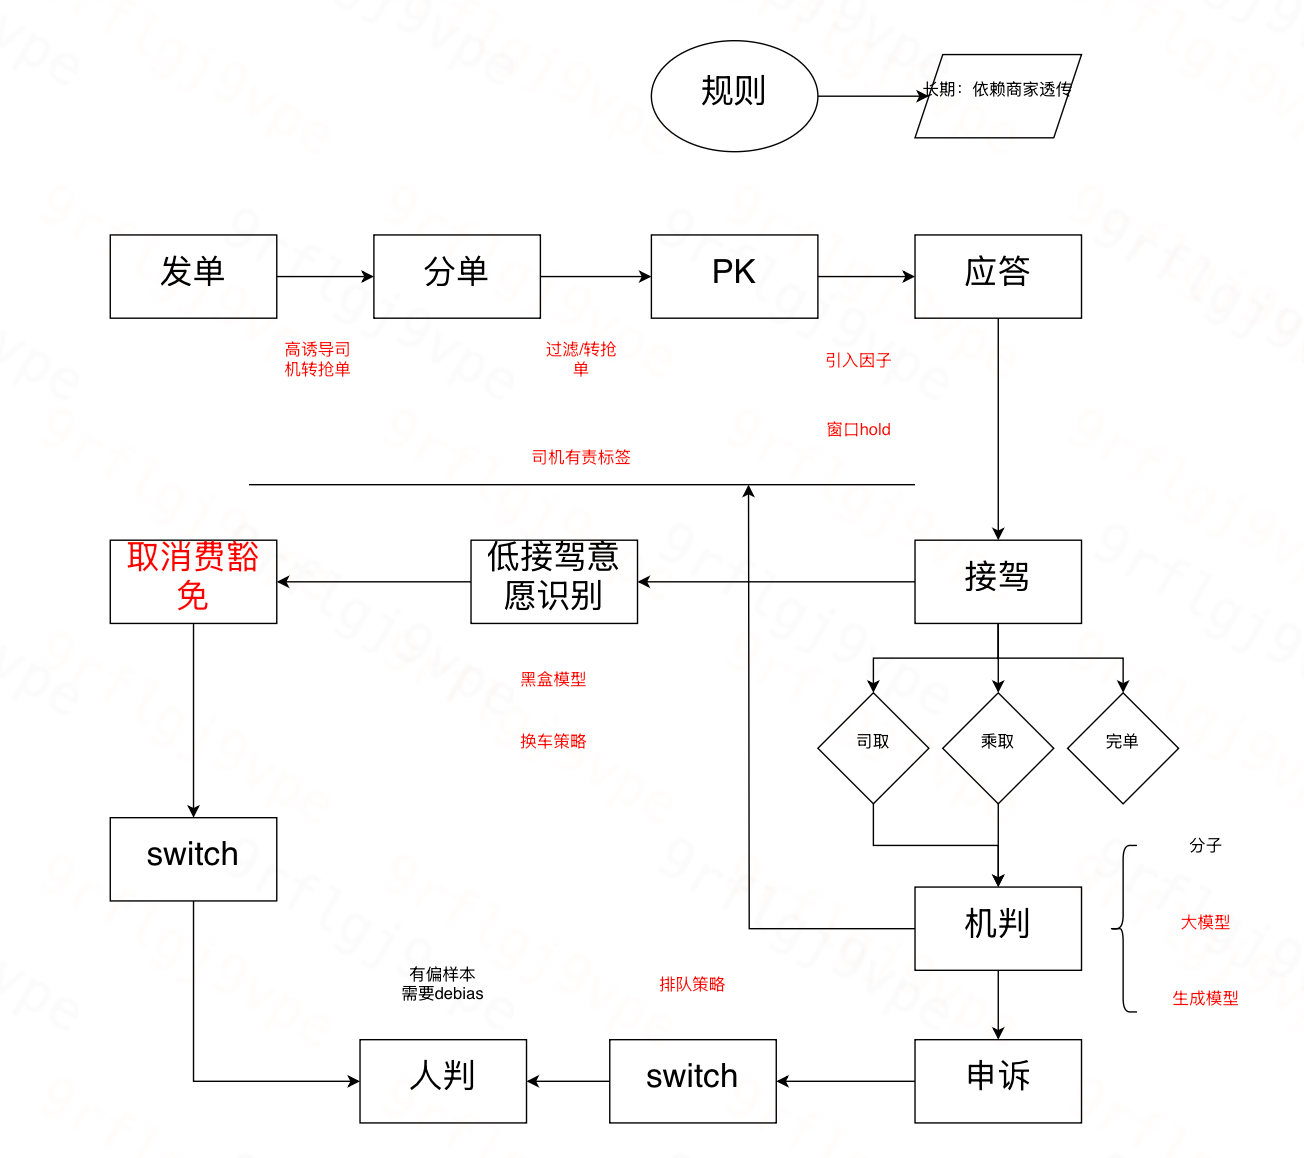 规则
长期：依赖商家透传
发单
分单
PK
应答
高诱导司
机转抢单
过滤/转抢
单
引入因子
窗口hold
司机有责标签
取消费豁
免
低接驾意
愿识别
接驾
黑盒模型
换车策略
司取
乘取
完单
switch
分子
大模型
生成模型
机判
有偏样本
需要debias
排队策略
人判
switch
申诉